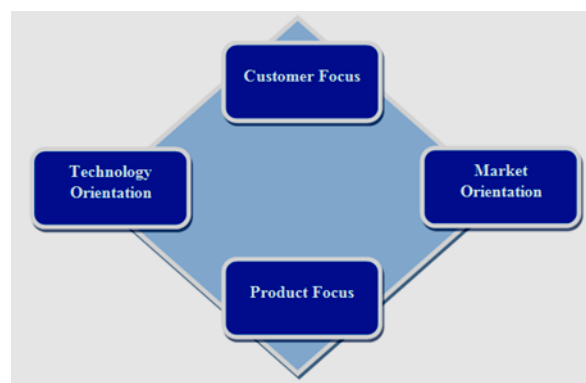 Customer Focus
Technology
Orientation
Market
Orientation
Product Focus